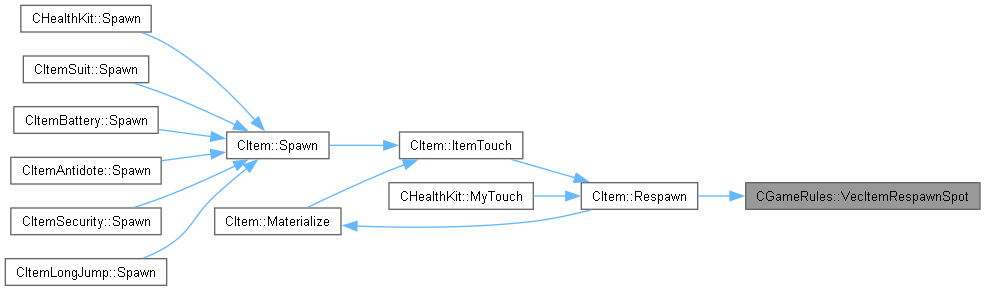 CHealthKit::Spawn
CItemSuit::Spawn
CItemBattery::Spawn
CItemAntidote::Spawn
CItemSecurity::Spawn
CItemLongJump::Spawn
CItem::Spawn
CItem::ItemTouch
CHealthKit::MyTouch
CItem::Materialize
CItem::Respawn
CGameRules::VecItemRespawnSpot